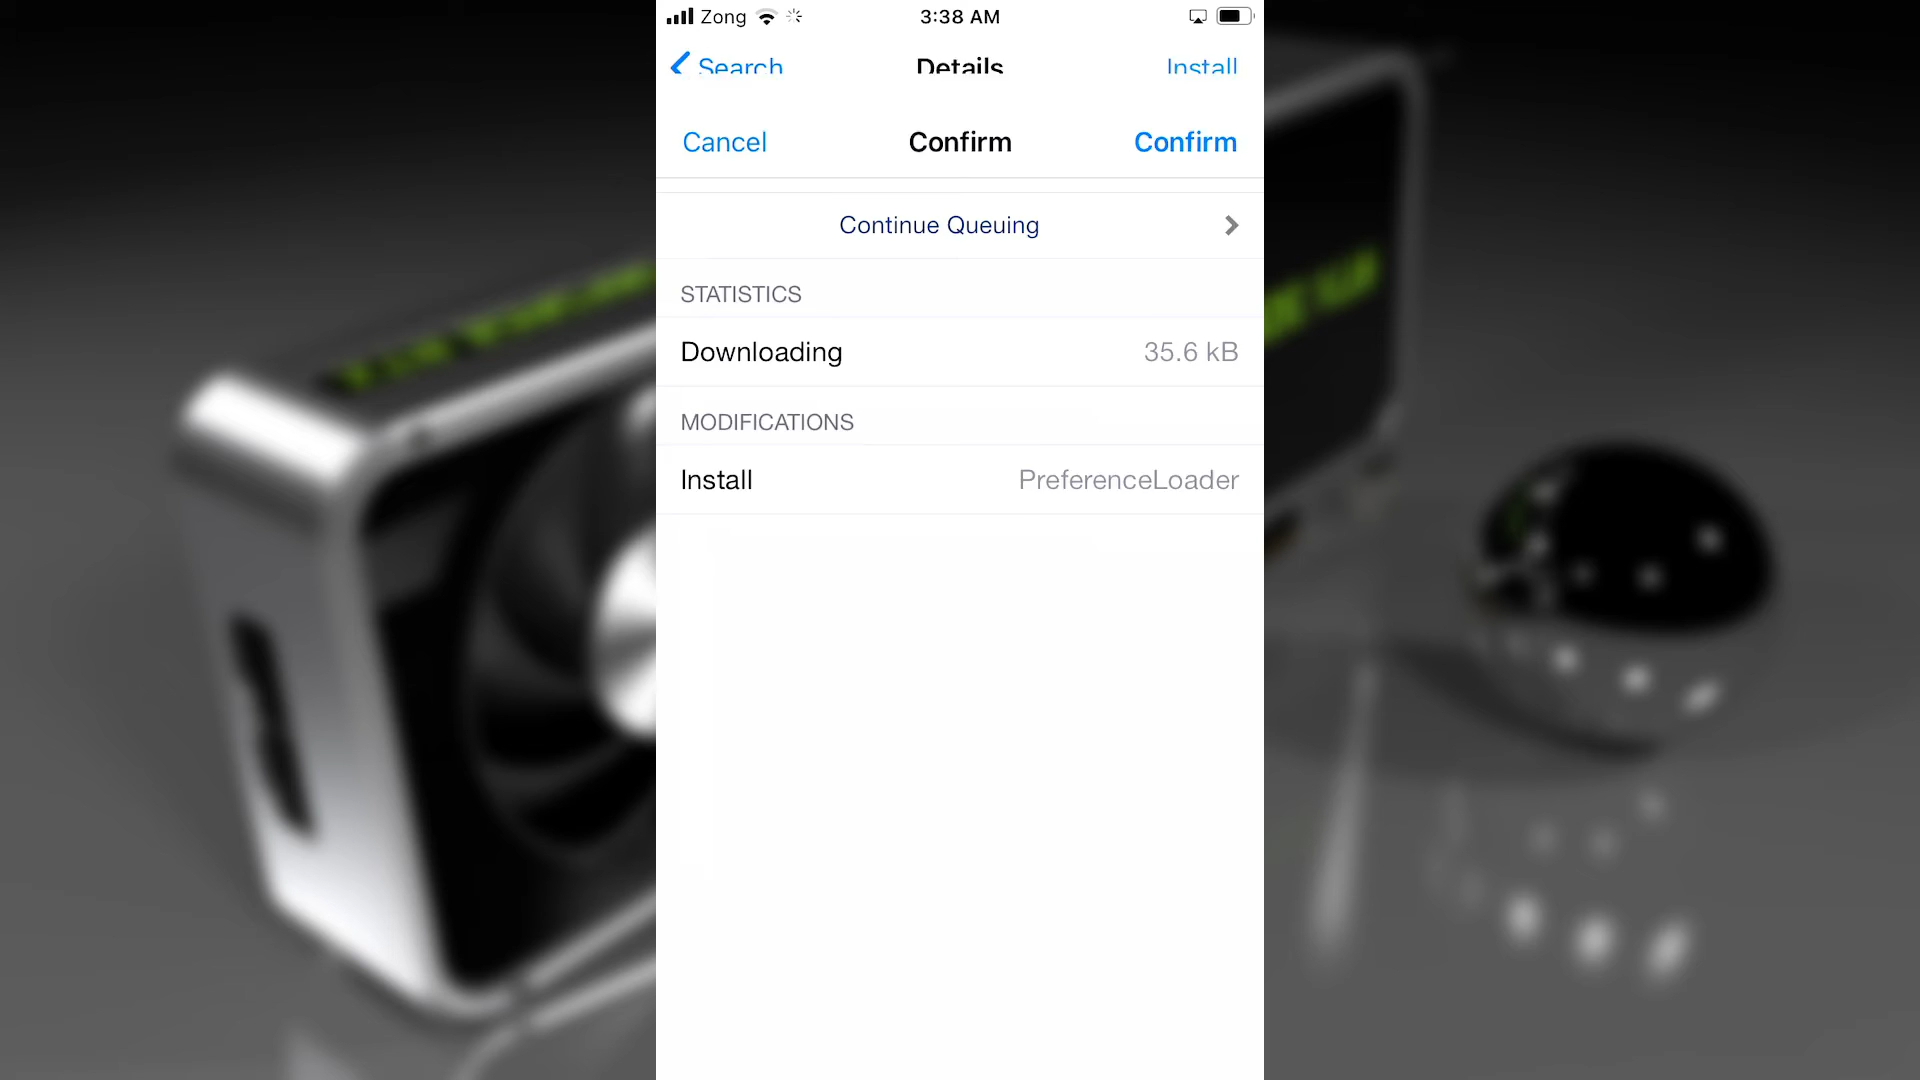 Zong 3:38 AM
Search Details Install
Cancel Confirm Confirm
Continue Queuing
STATISTICS
Downloading 35.6 kB
MODIFICATIONS
Install PreferenceLoader